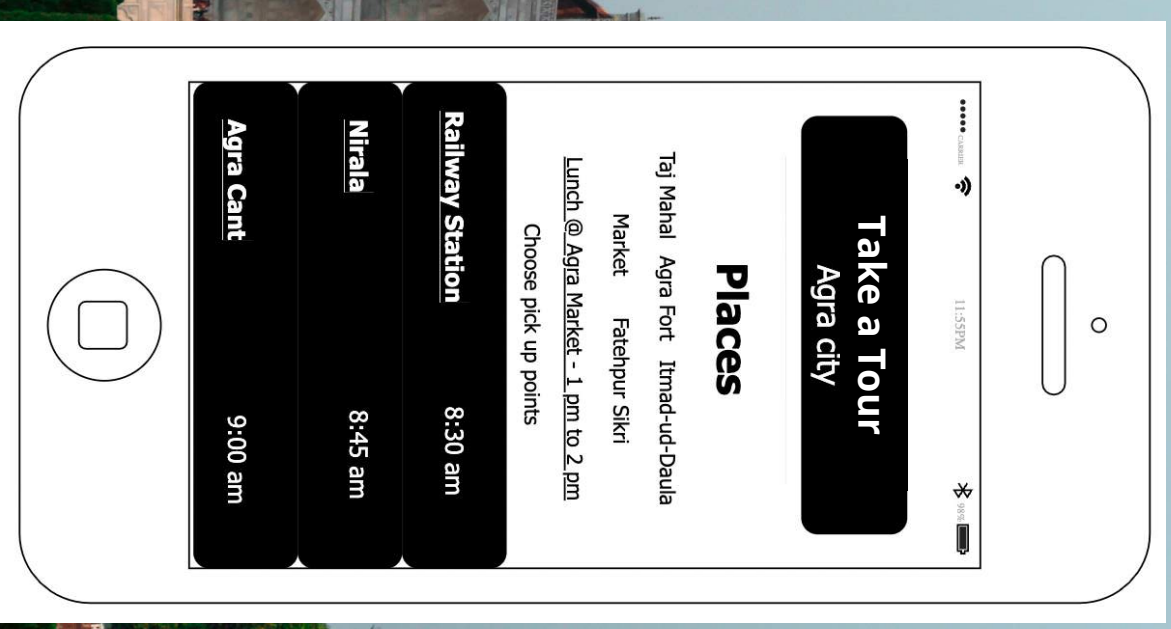 CARRIER 11:55PM 98%
Take a Tour
Agra city
Places
Taj Mahal Agra Fort Itmad-ud-Daula
Market Fatehpur Sikri
Lunch @ Agra Market - 1 pm to 2 pm
Choose pick up points
Railway Station 8:30 am
Nirala 8:45 am
Agra Cant 9:00 am